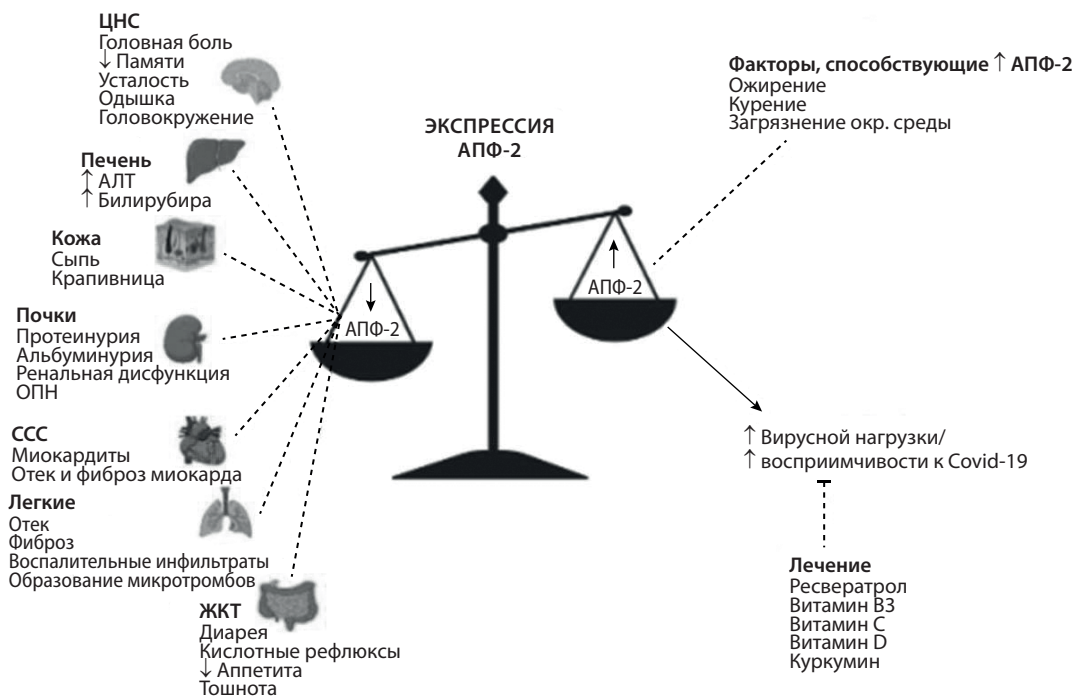 ЦНС
Головная боль
↓ Памяти
Усталость
Одышка
Головокружение
Печень
↑ АЛТ
↑ Билирубира
Кожа
Сыпь
Крапивница
Почки
Протеинурия
Альбуминурия
Ренальная дисфункция
ОПН
ССС
Миокардиты
Отек и фиброз миокарда
Легкие
Отек
Фиброз
Воспалительные инфильтраты
Образование микротромбов
ЖКТ
Диарея
Кислотные рефлюксы
↓ Аппетита
Тошнота
ЭКСПРЕССИЯ
АПФ-2
↓
АПФ-2
↑
АПФ-2
Факторы, способствующие ↑ АПФ-2
Ожирение
Курение
Загрязнение окр. среды
↑ Вирусной нагрузки/
↑ восприимчивости к Covid-19
Лечение
Ресвератрол
Витамин В3
Витамин С
Витамин D
Куркумин